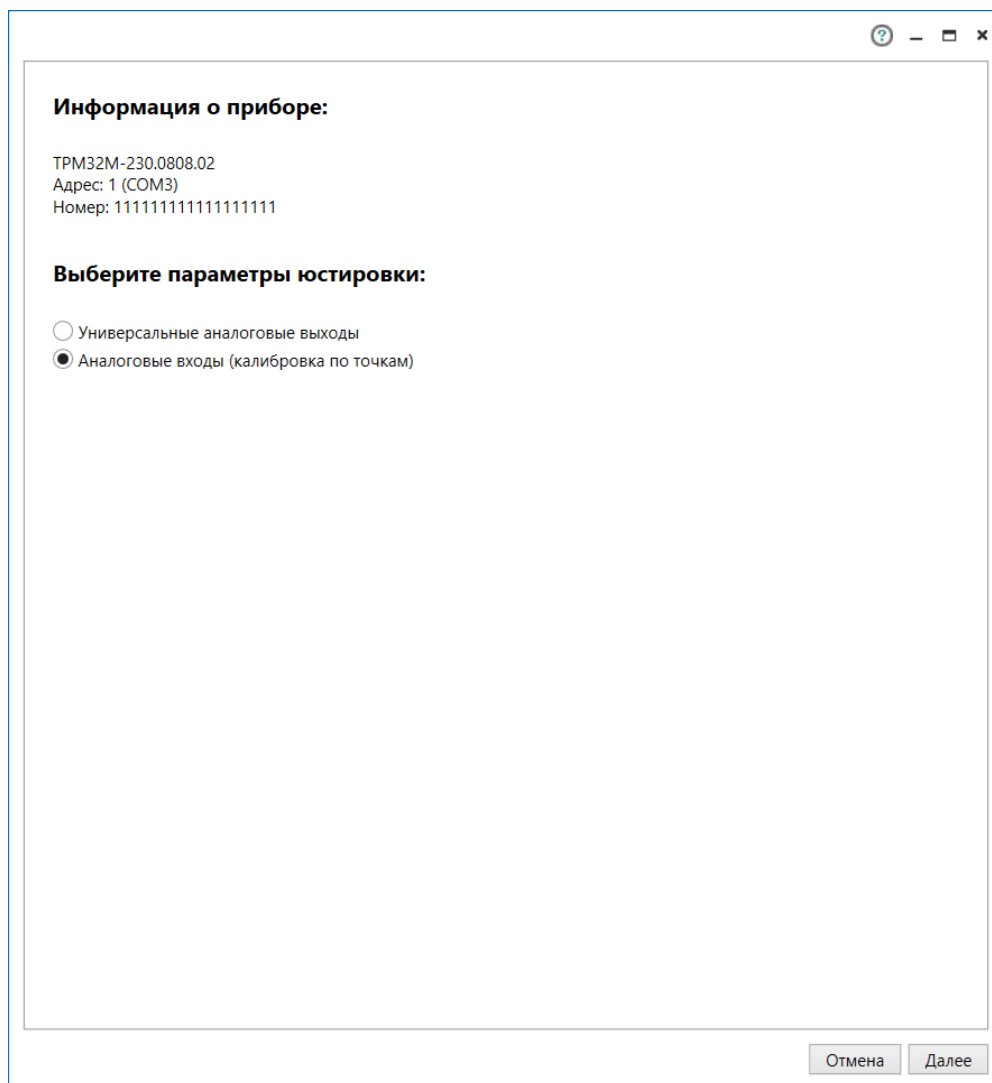 Информация о приборе:
ТРМ32М-230.0808.02
Адрес: 1 (COM3)
Номер: 111111111111111111
Выберите параметры юстировки:
Универсальные аналоговые выходы
Аналоговые входы (калибровка по точкам)
Отмена
Далее